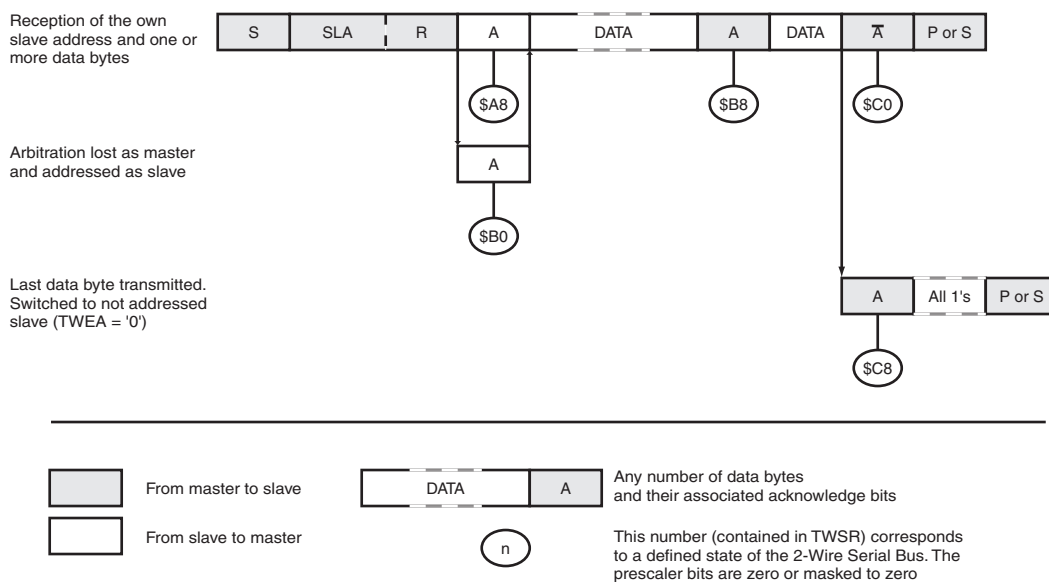 Reception of the own
slave address and one or
more data bytes
S SLA R A DATA A DATA A̅ P or S
$A8 $B8 $C0
Arbitration lost as master
and addressed as slave
A
$B0
Last data byte transmitted.
Switched to not addressed
slave (TWEA = '0')
A All 1's P or S
$C8
From master to slave
DATA A
Any number of data bytes
and their associated acknowledge bits
From slave to master
n
This number (contained in TWSR) corresponds
to a defined state of the 2-Wire Serial Bus. The
prescaler bits are zero or masked to zero